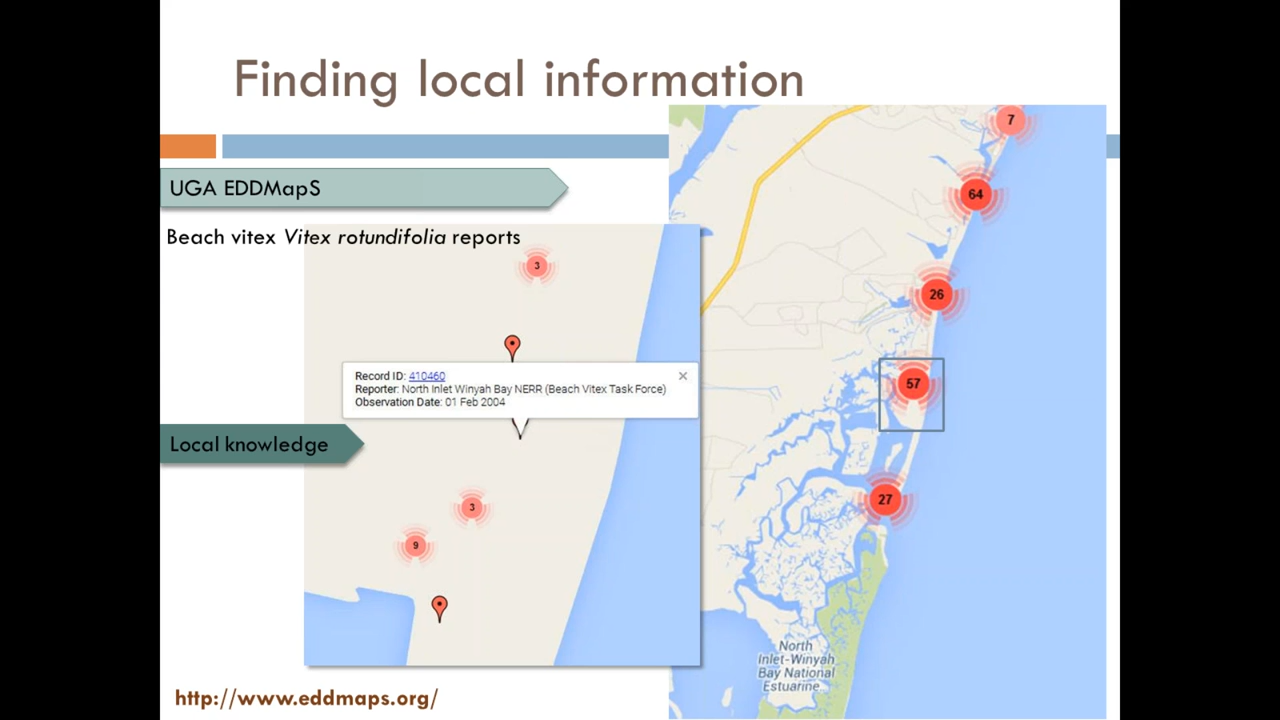 Finding local information
7
UGA EDDMapS
64
Beach vitex Vitex rotundifolia reports
3
26
Record ID: 410460
Reporter: North Inlet Winyah Bay NERR (Beach Vitex Task Force)
Observation Date: 01 Feb 2004
57
Local knowledge
3
27
9
North
Inlet-Winyah
Bay National
Estuarine...
http://www.eddmaps.org/